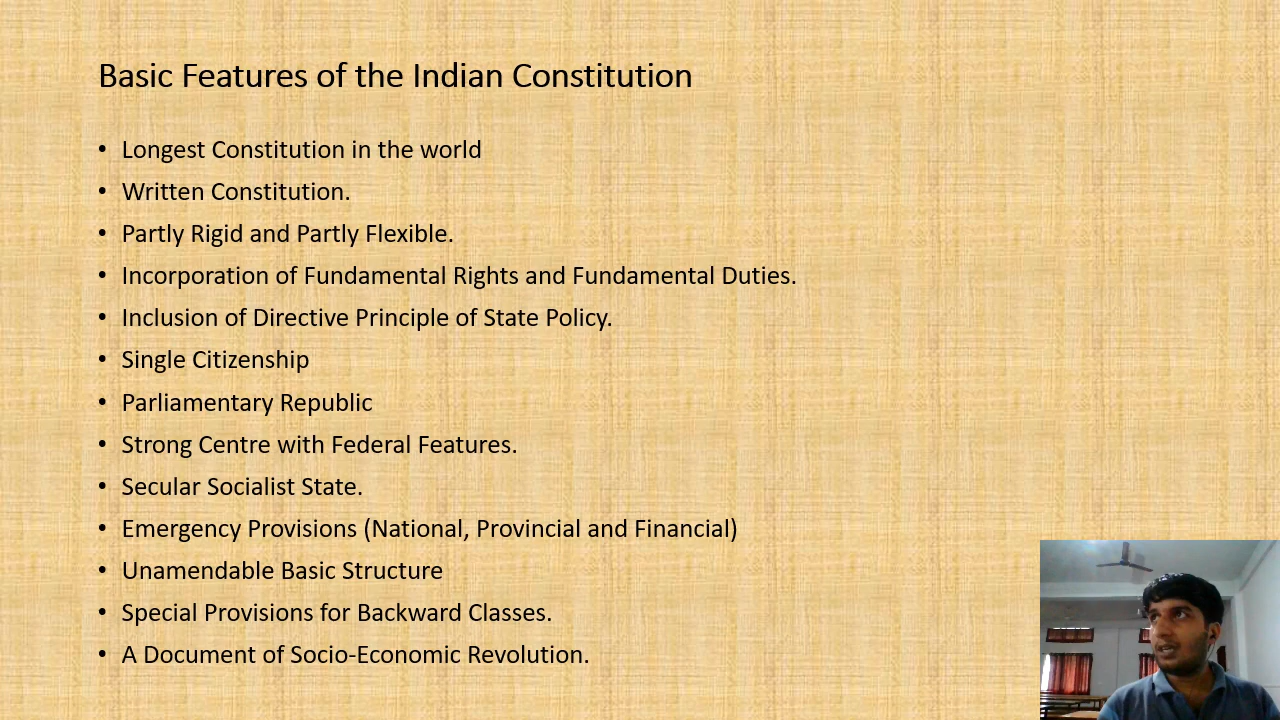 Basic Features of the Indian Constitution
• Longest Constitution in the world
• Written Constitution.
• Partly Rigid and Partly Flexible.
• Incorporation of Fundamental Rights and Fundamental Duties.
• Inclusion of Directive Principle of State Policy.
• Single Citizenship
• Parliamentary Republic
• Strong Centre with Federal Features.
• Secular Socialist State.
• Emergency Provisions (National, Provincial and Financial)
• Unamendable Basic Structure
• Special Provisions for Backward Classes.
• A Document of Socio-Economic Revolution.